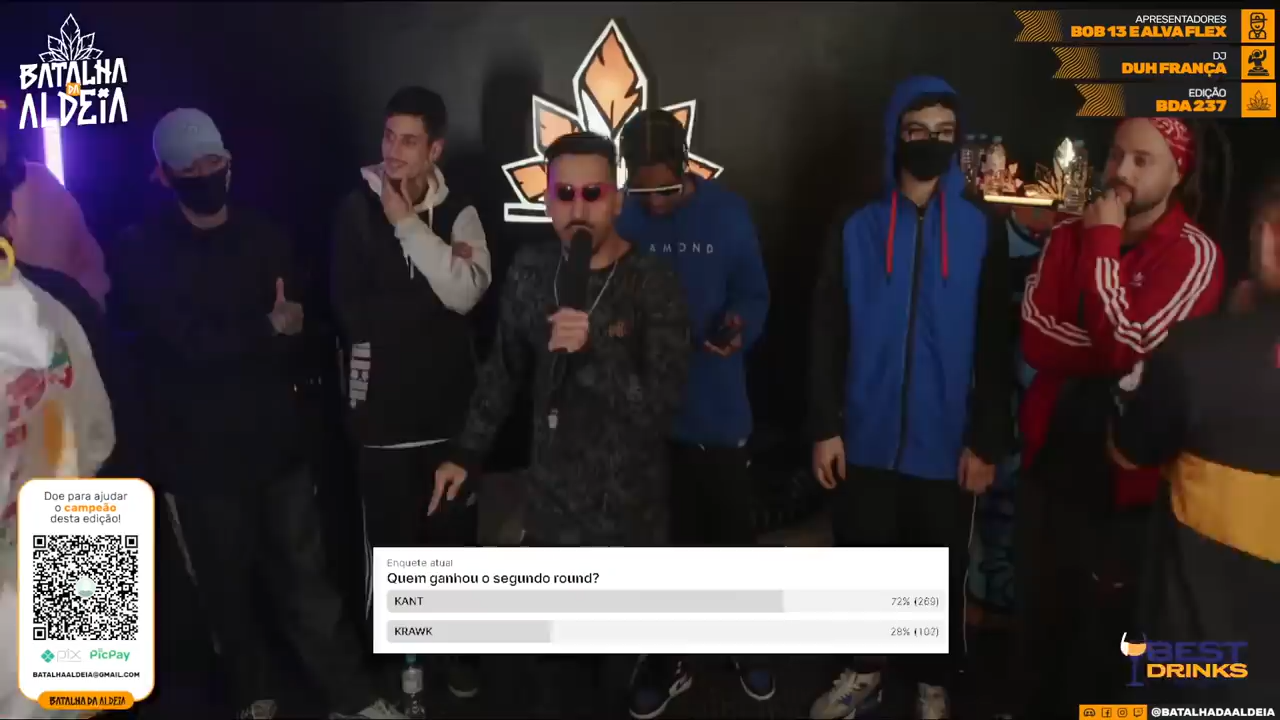 BATALHA
DA
ALDEIA
APRESENTADORES
BOB 13 E ALVA FLEX
DJ
DUH FRANÇA
EDIÇÃO
BDA 237
AMOND
Doe para ajudar
o campeão
desta edição!
pix PicPay
BATALHAALDEIA@GMAIL.COM
BATALHA DA ALDEIA
Enquete atual
Quem ganhou o segundo round?
KANT 72% (269)
KRAWK 28% (102)
BEST
DRINKS
@BATALHADAALDEIA